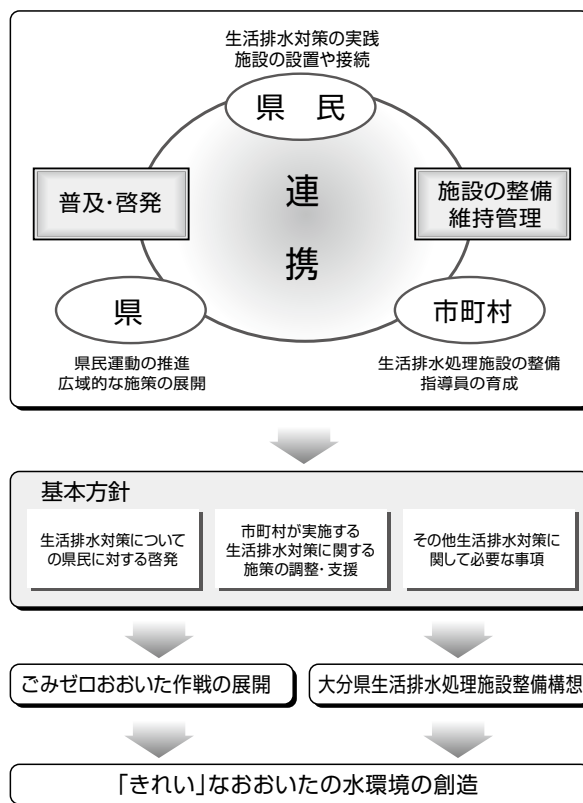 生活排水対策の実践
施設の設置や接続
県　民
連
携
普及・啓発
施設の整備
維持管理
県
市町村
県民運動の推進
広域的な施策の展開
生活排水処理施設の整備
指導員の育成
基本方針
生活排水対策について
の県民に対する啓発
市町村が実施する
生活排水対策に関する
施策の調整・支援
その他生活排水対策に
関して必要な事項
ごみゼロおおいた作戦の展開
大分県生活排水処理施設整備構想
「きれい」なおおいたの水環境の創造